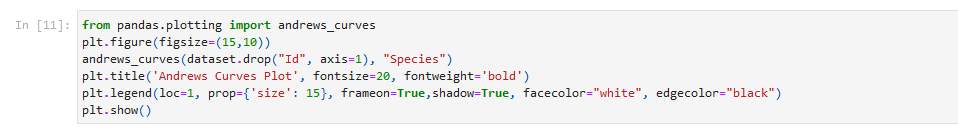 In [11]: from pandas.plotting import andrews_curves
plt.figure(figsize=(15,10))
andrews_curves(dataset.drop("Id", axis=1), "Species")
plt.title('Andrews Curves Plot', fontsize=20, fontweight='bold')
plt.legend(loc=1, prop={'size': 15}, frameon=True,shadow=True, facecolor="white", edgecolor="black")
plt.show()